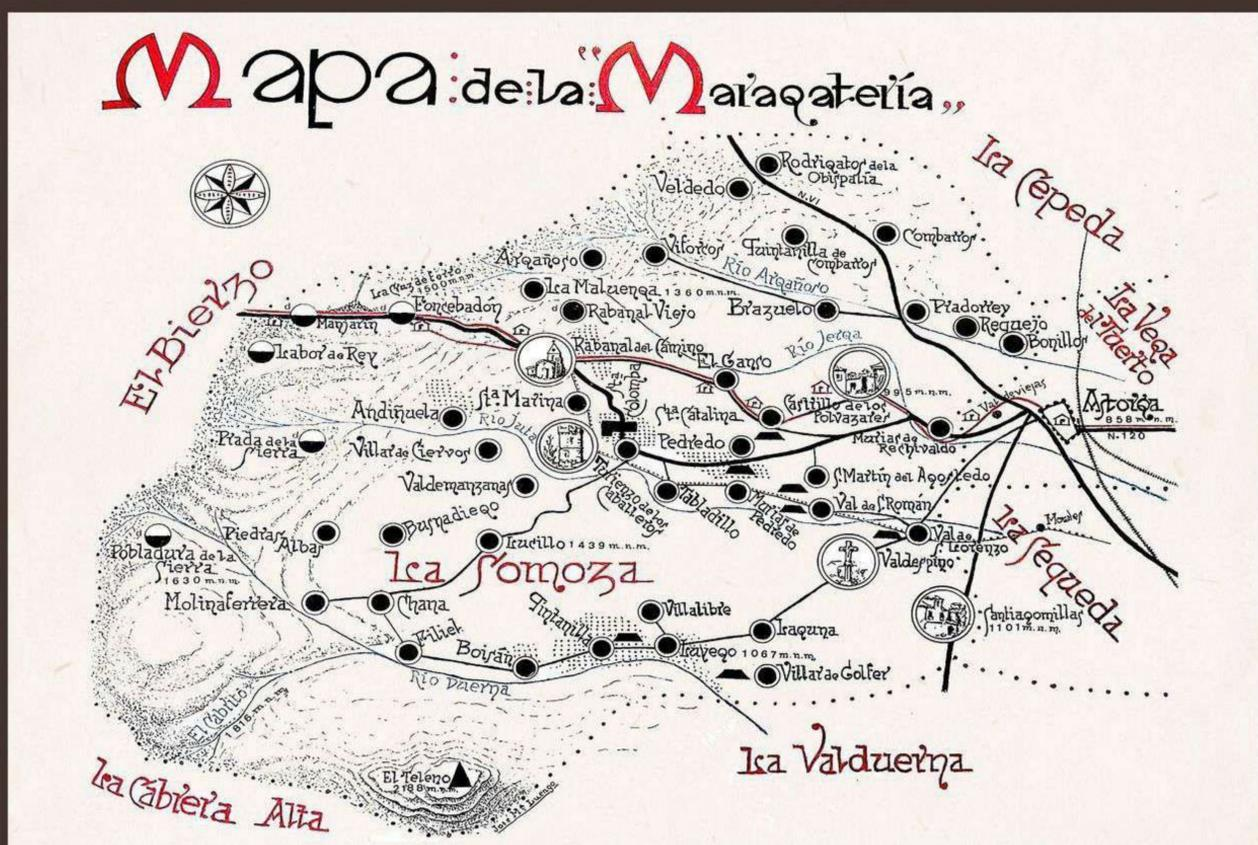 Mapa de la "Maragatería"
La Cepeda
Rodrigatos de la
Obispalía
Veldedo
N.VI
Combarros
Quintanilla de
Combarros
Viforcos
Argañoso
Río Argañoso
La Vega
del Tuerto
El Bierzo
La Cruz de Ferro
1500 m.n.m.
La Maluenga 1360 m.n.m.
Foncebadón
Manjarín
Rabanal Viejo
Brazuelo
Pradorrey
Requejo
Bonillos
Labor de Rey
Rabanal del Camino
El Ganso
Río Jerga
995 m.n.m.
Castrillo de los
Polvazares
Valdeviejas
Astorga
858 m.n.m.
N-120
Sta Marina
Sta Catalina
Murias de
Rechivaldo
Andiñuela
Prada de la
Sierra
Villar de Ciervos
Pedredo
S. Martín del Agostedo
Valdemanzanas
Turienzo de los
Caballeros
Tabladillo
Murias de
Pedredo
Val de S. Román
Val de S.
Lorenzo
Morales
La Sequeda
Pobladura de la
Sierra
1630 m.n.m.
Piedras
Albas
Busnadiego
Lucillo 1439 m.n.m.
La Somoza
Valdespino
Molinaferrera
Chana
Filiel
Boisán
Quintanilla
Villalibre
Laguna
Luyego 1067 m.n.m.
Santiagomillas
1101 m.n.m.
Villar de Golfer
Río Duerna
El Cabrito
1816 m.n.m.
La Valduerna
El Teleno
2188 m.n.m.
José Mª Luengo
La Cabrera Alta